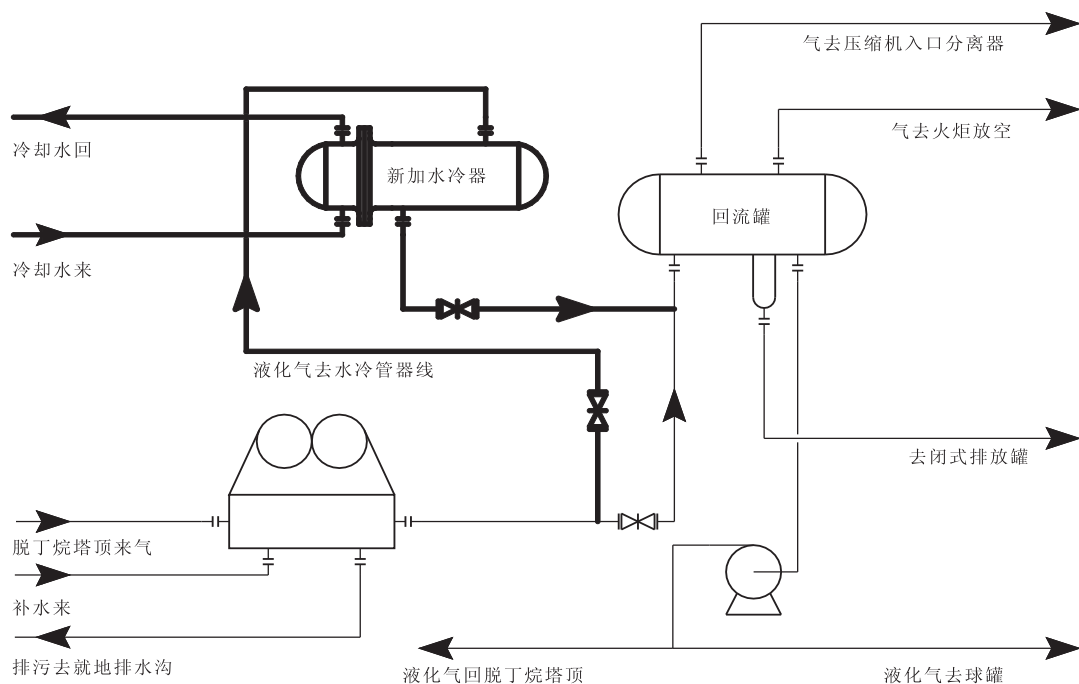 气去压缩机入口分离器
气去火炬放空
冷却水回
新加水冷器
回流罐
冷却水来
液化气去水冷管器线
去闭式排放罐
脱丁烷塔顶来气
补水来
排污去就地排水沟
液化气回脱丁烷塔顶
液化气去球罐